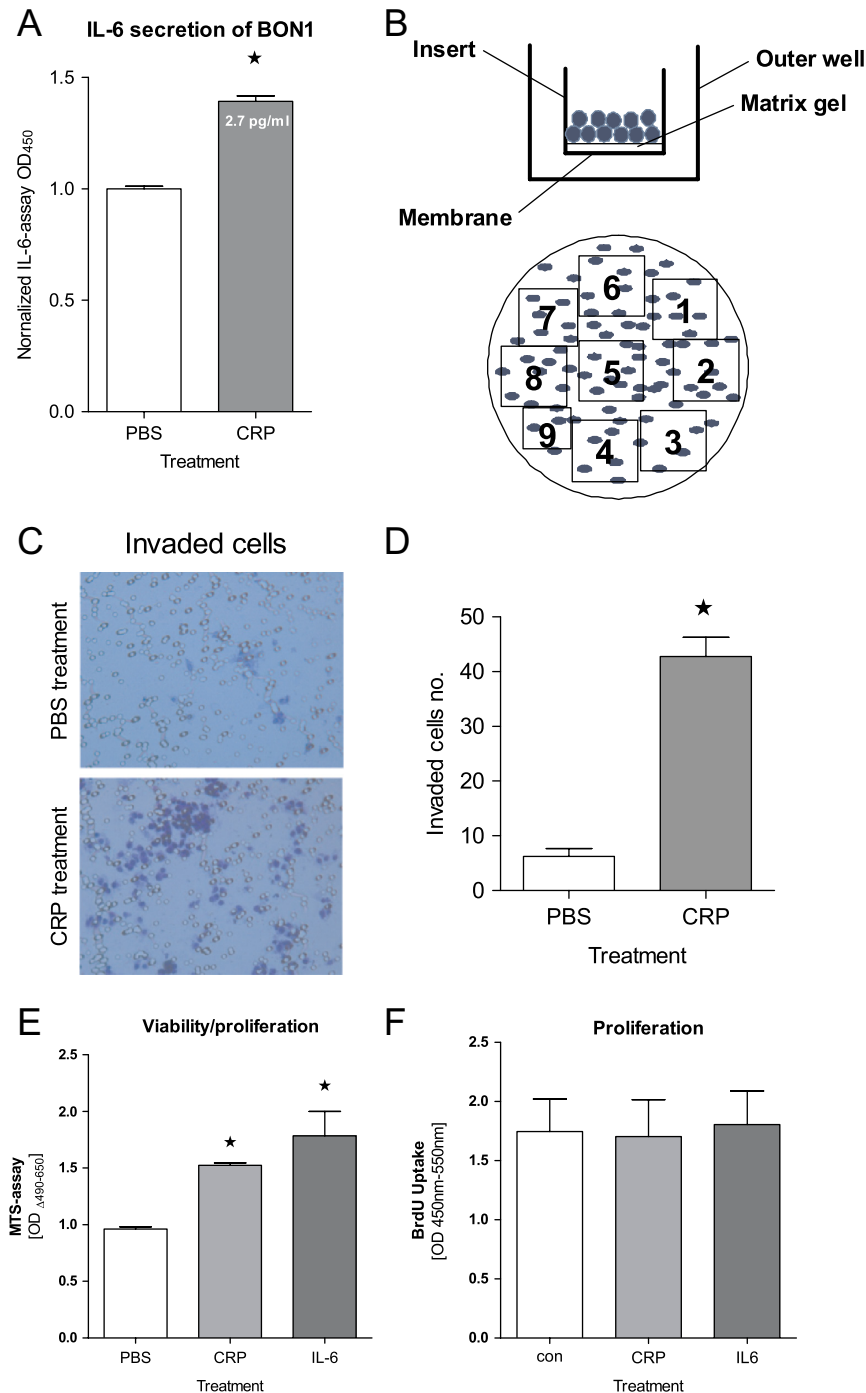 A
IL-6 secretion of BON1
★
1.5
1.0
0.5
0.0
Nornalized IL-6-assay OD450
2.7 pg/ml
PBS
CRP
Treatment
B
Insert
Outer well
Matrix gel
Membrane
6
1
7
5
2
8
9
4
3
C
Invaded cells
PBS treatment
CRP treatment
D
★
50
40
30
20
10
0
Invaded cells no.
PBS
CRP
Treatment
E
Viability/proliferation
★
★
2.5
2.0
1.5
1.0
0.5
0.0
MTS-assay
[OD Δ490-650]
PBS
CRP
IL-6
Treatment
F
Proliferation
2.5
2.0
1.5
1.0
0.5
0.0
BrdU Uptake
[OD 450nm-550nm]
con
CRP
IL6
Treatment